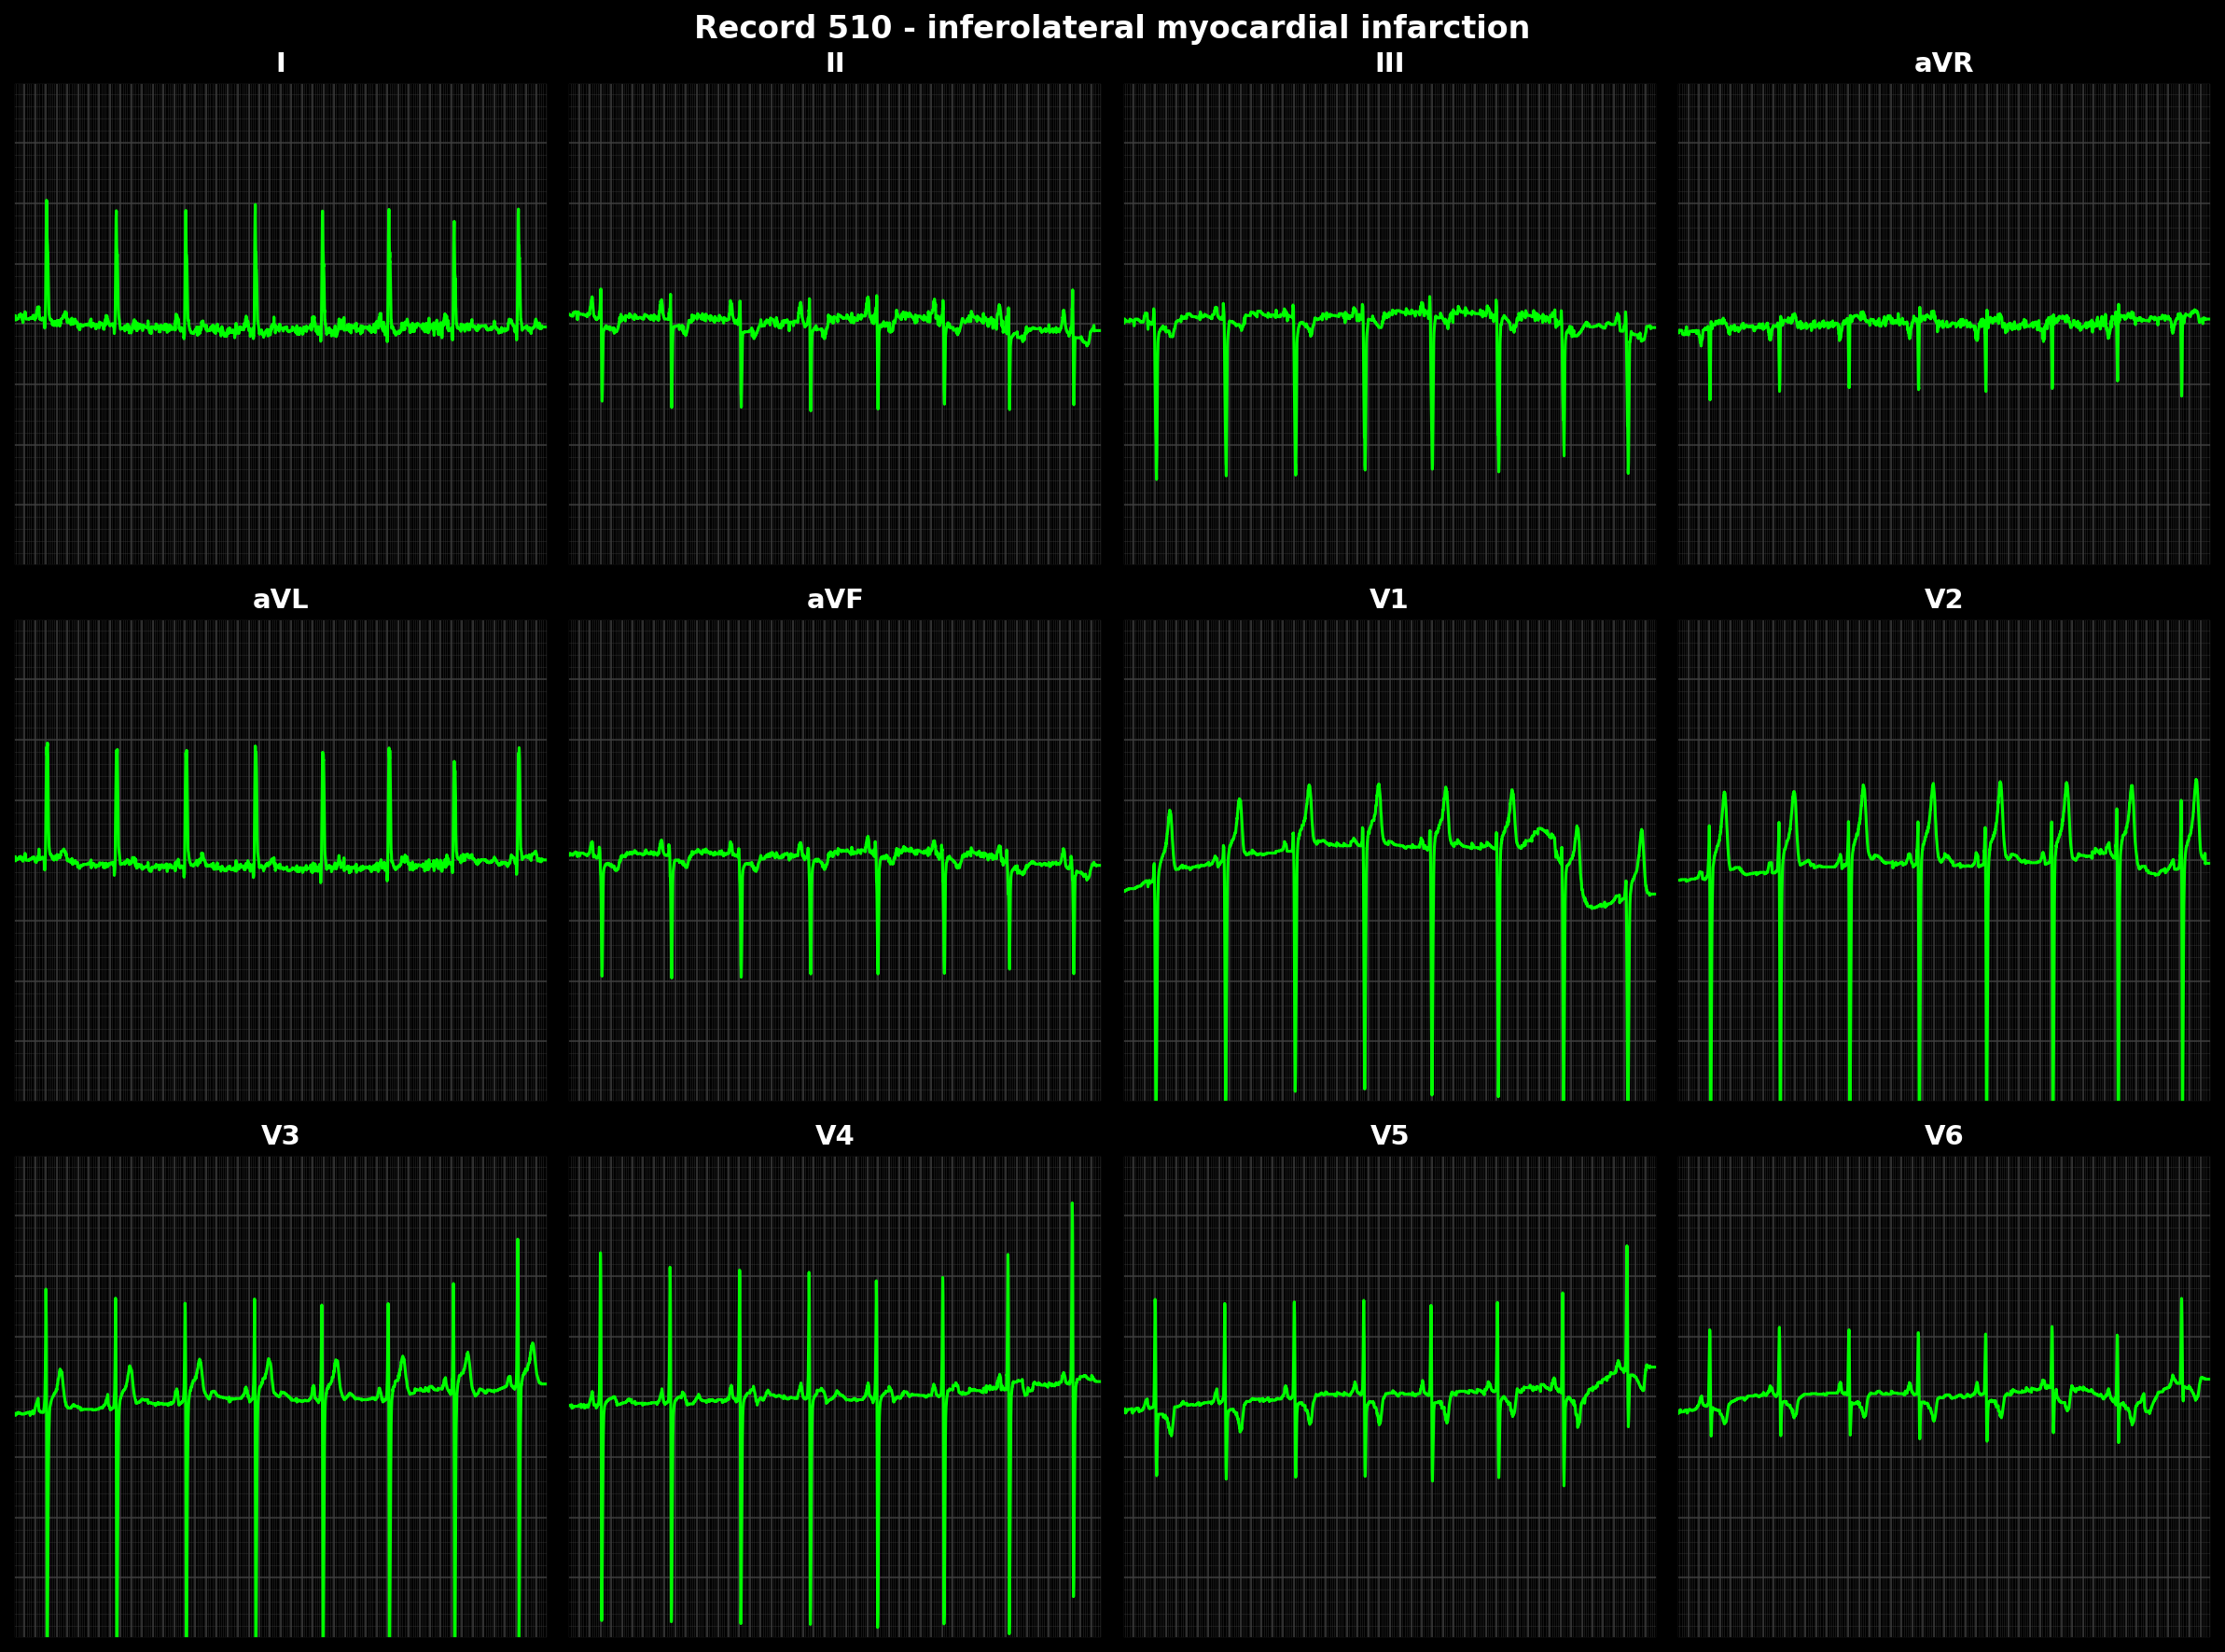 Record 510 - inferolateral myocardial infarction
I II III aVR
aVL aVF V1 V2
V3 V4 V5 V6